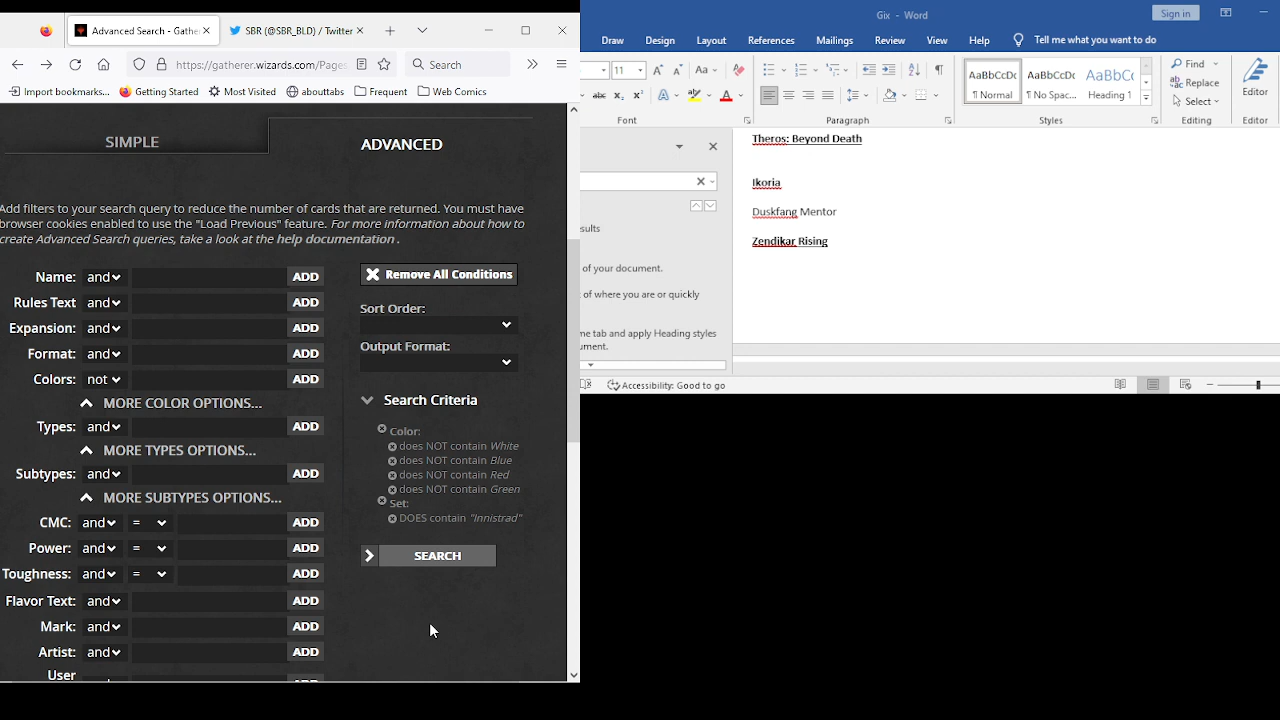 Advanced Search - Gathe
SBR (@SBR_BLD) / Twitter
https://gatherer.wizards.com/Pages
Search
Import bookmarks...
Getting Started
Most Visited
abouttabs
Frequent
Web Comics
SIMPLE
ADVANCED
Add filters to your search query to reduce the number of cards that are returned. You must have
browser cookies enabled to use the "Load Previous" feature. For more information about how to
create Advanced Search queries, take a look at the help documentation .
Name: and ADD
Rules Text and ADD
Expansion: and ADD
Format: and ADD
Colors: not ADD
MORE COLOR OPTIONS...
Types: and ADD
MORE TYPES OPTIONS...
Subtypes: and ADD
MORE SUBTYPES OPTIONS...
CMC: and = ADD
Power: and = ADD
Toughness: and = ADD
Flavor Text: and ADD
Mark: and ADD
Artist: and ADD
User
Remove All Conditions
Sort Order:
Output Format:
Search Criteria
Color:
does NOT contain White
does NOT contain Blue
does NOT contain Red
does NOT contain Green
Set:
DOES contain "Innistrad"
SEARCH
Gix - Word
Sign in
Draw Design Layout References Mailings Review View Help Tell me what you want to do
11
Aa
abc x₂ x²
A
A
Font
Paragraph
AaBbCcDc AaBbCcDc AaBbCc
¶ Normal ¶ No Spac... Heading 1
Styles
Find
Replace
Select
Editing
Editor
Editor
sults
of your document.
of where you are or quickly
me tab and apply Heading styles
ument.
Theros: Beyond Death
Ikoria
Duskfang Mentor
Zendikar Rising
Accessibility: Good to go